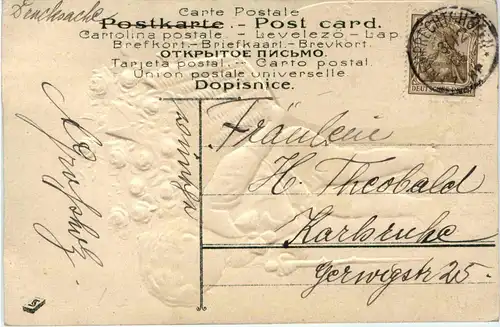 Drucksache
Carte Postale
Postkarte. - Post card.
Cartolina postale. - Levelező - Lap.
Brefkort. - Briefkaart. - Brevkort.
ОТКРЫТОЕ ПИСЬМО.
Tarjeta postal. - Carto postal.
Union postale universelle
Dopisnice.
Fräulein
H. Theobald
Karlsruhe
Gerwigstr 25.